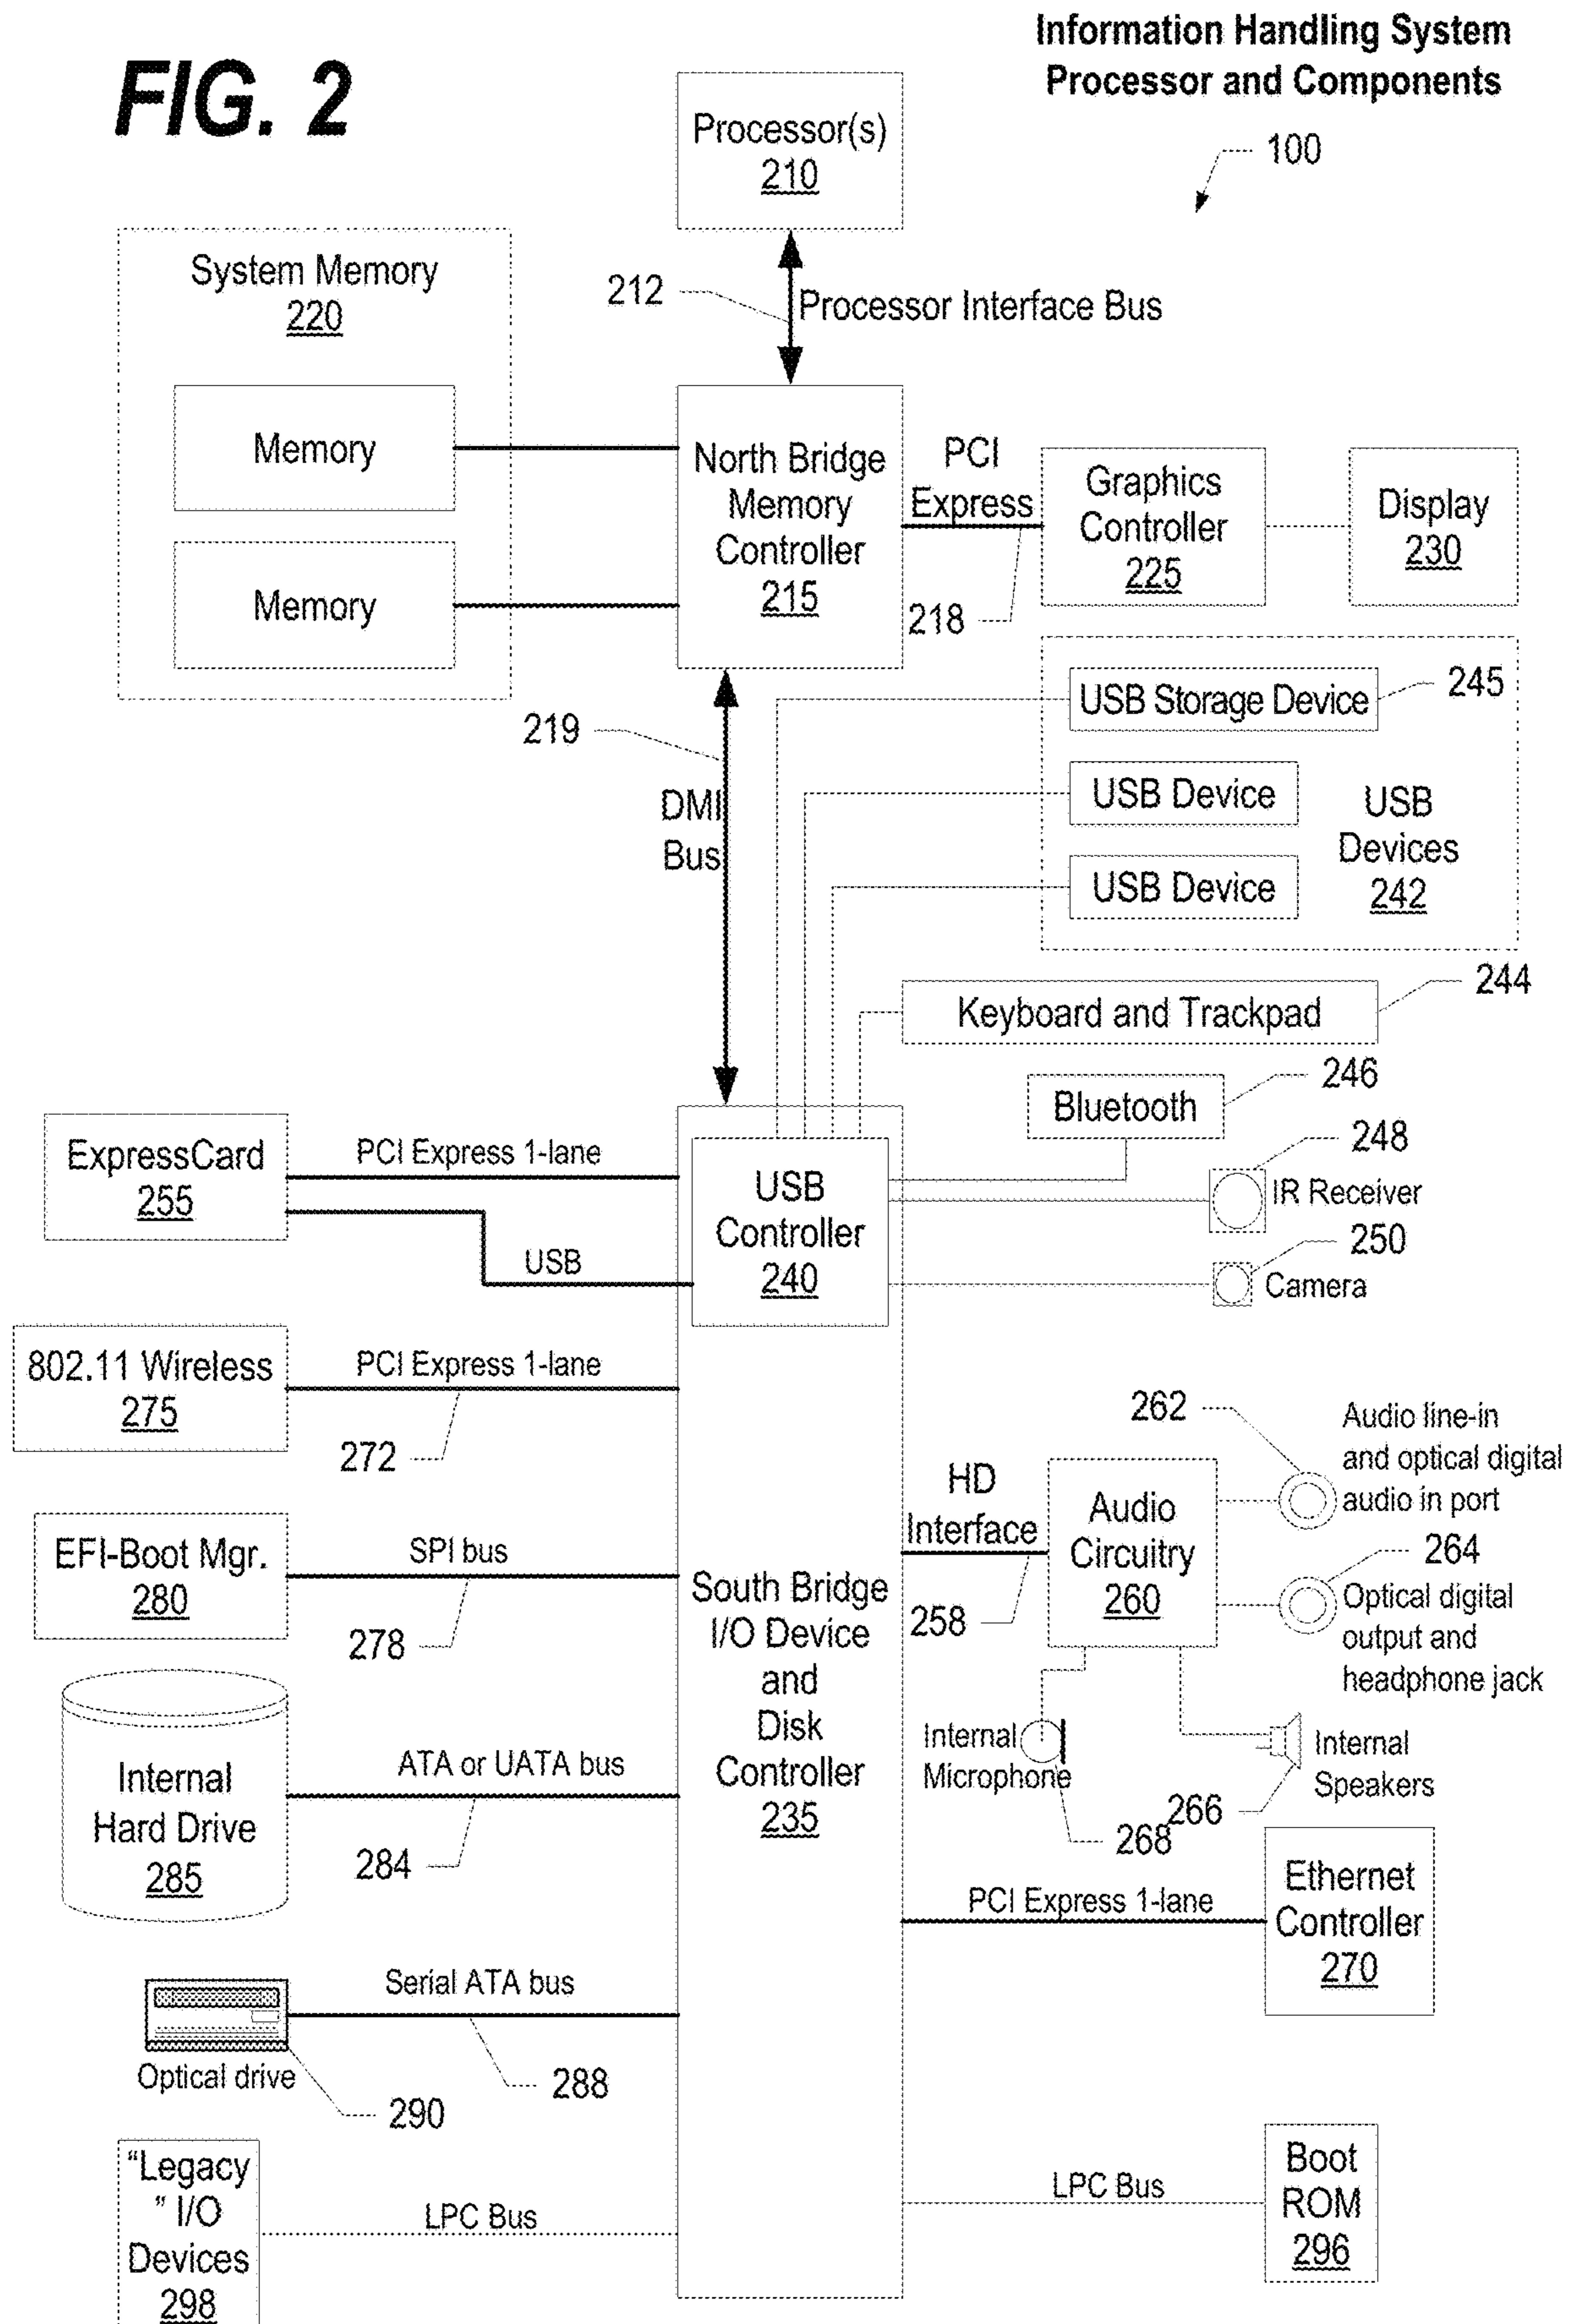 FIG. 2
Information Handling System
Processor and Components
100
Processor(s)
210
212
Processor Interface Bus
System Memory
220
Memory
Memory
North Bridge
Memory
Controller
215
PCI
Express
218
Graphics
Controller
225
Display
230
219
DMI
Bus
USB Storage Device
245
USB Device
USB Device
USB
Devices
242
Keyboard and Trackpad
244
Bluetooth
246
248
IR Receiver
250
Camera
ExpressCard
255
PCI Express 1-lane
USB
USB
Controller
240
802.11 Wireless
275
PCI Express 1-lane
272
EFI-Boot Mgr.
280
SPI bus
278
South Bridge
I/O Device
and
Disk
Controller
235
HD
Interface
258
Audio
Circuitry
260
262
Audio line-in
and optical digital
audio in port
264
Optical digital
output and
headphone jack
Internal
Microphone
268
266
Internal
Speakers
Internal
Hard Drive
285
ATA or UATA bus
284
PCI Express 1-lane
Ethernet
Controller
270
Serial ATA bus
288
Optical drive
290
"Legacy
" I/O
Devices
298
LPC Bus
LPC Bus
Boot
ROM
296